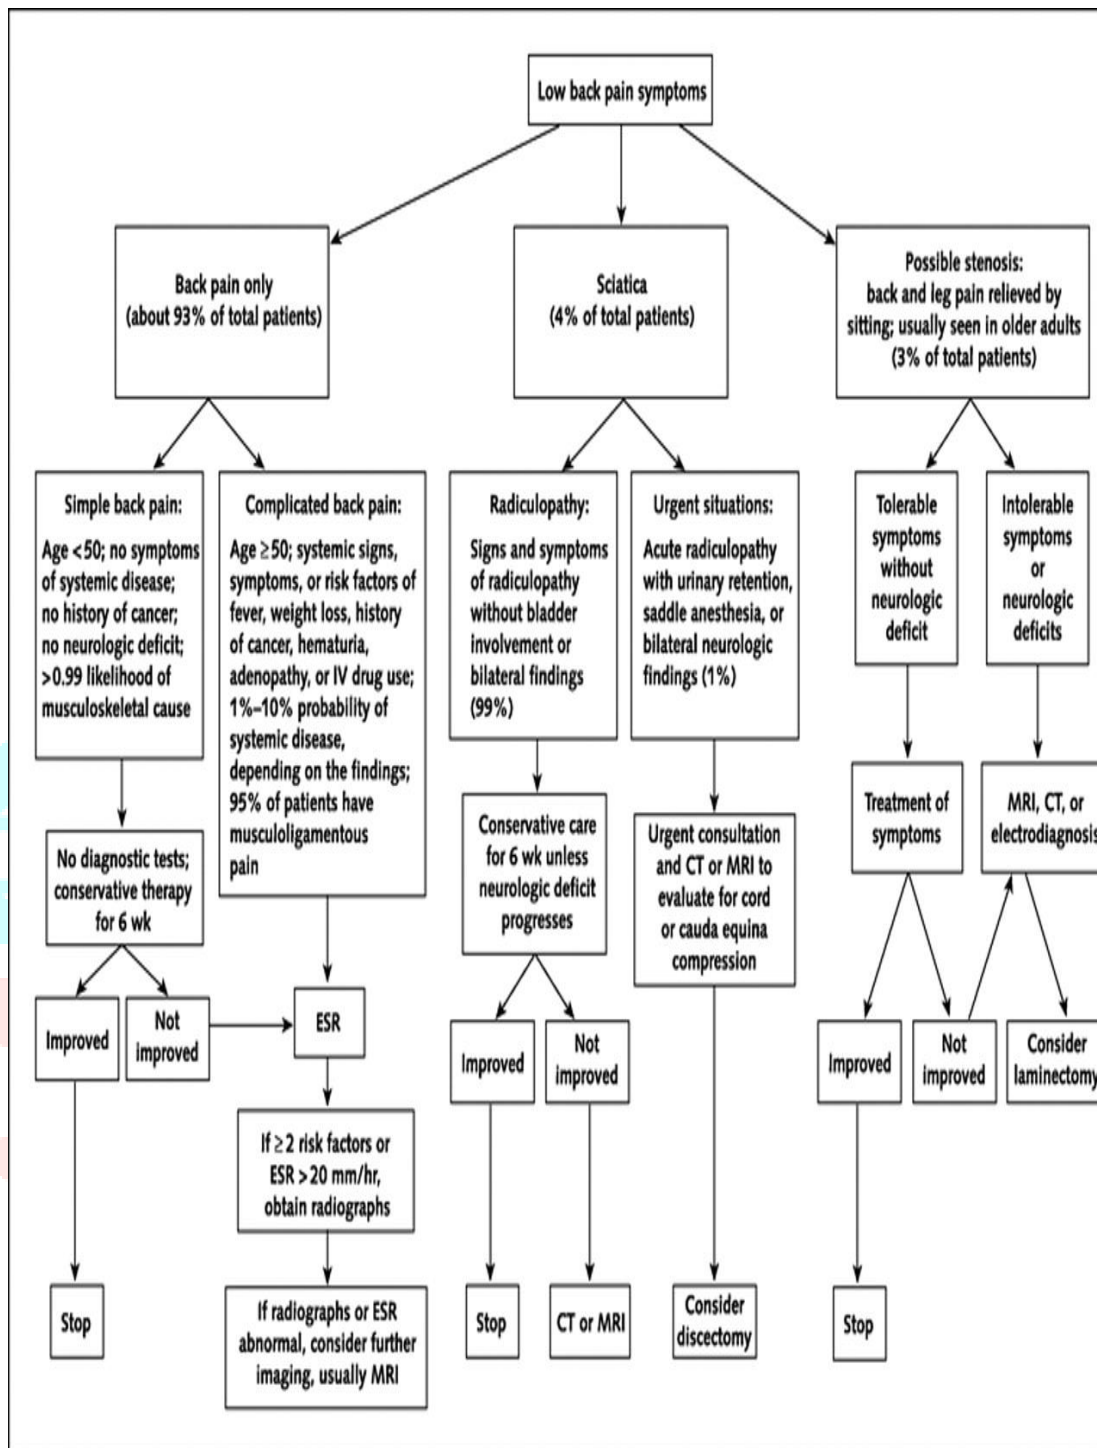 Low back pain symptoms
Back pain only
(about 93% of total patients)
Sciatica
(4% of total patients)
Possible stenosis:
back and leg pain relieved by
sitting; usually seen in older adults
(3% of total patients)
Simple back pain:
Age <50; no symptoms
of systemic disease;
no history of cancer;
no neurologic deficit;
>0.99 likelihood of
musculoskeletal cause
Complicated back pain:
Age ≥50; systemic signs,
symptoms, or risk factors of
fever, weight loss, history
of cancer, hematuria,
adenopathy, or IV drug use;
1%–10% probability of
systemic disease,
depending on the findings;
95% of patients have
musculoligamentous
pain
Radiculopathy:
Signs and symptoms
of radiculopathy
without bladder
involvement or
bilateral findings
(99%)
Urgent situations:
Acute radiculopathy
with urinary retention,
saddle anesthesia, or
bilateral neurologic
findings (1%)
Tolerable
symptoms
without
neurologic
deficit
Intolerable
symptoms
or
neurologic
deficits
No diagnostic tests;
conservative therapy
for 6 wk
Conservative care
for 6 wk unless
neurologic deficit
progresses
Urgent consultation
and CT or MRI to
evaluate for cord
or cauda equina
compression
Treatment of
symptoms
MRI, CT, or
electrodiagnosis
Improved
Not
improved
ESR
Improved
Not
improved
Improved
Not
improved
Consider
laminectomy
If ≥2 risk factors or
ESR >20 mm/hr,
obtain radiographs
Stop
If radiographs or ESR
abnormal, consider further
imaging, usually MRI
Stop
CT or MRI
Consider
discectomy
Stop